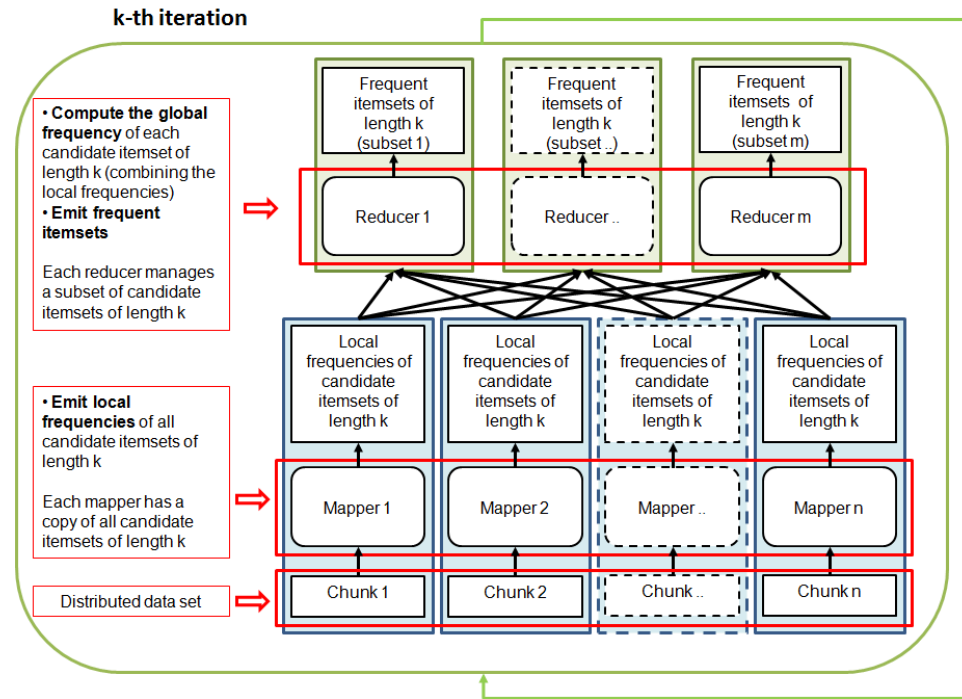 k-th iteration
• Compute the global
frequency of each
candidate itemset of
length k (combining the
local frequencies)
• Emit frequent
itemsets
Each reducer manages
a subset of candidate
itemsets of length k
Frequent
itemsets of
length k
(subset 1)
Frequent
itemsets of
length k
(subset ..)
Frequent
itemsets of
length k
(subset m)
Reducer 1
Reducer ..
Reducer m
• Emit local
frequencies of all
candidate itemsets of
length k
Each mapper has a
copy of all candidate
itemsets of length k
Local
frequencies of
candidate
itemsets of
length k
Local
frequencies of
candidate
itemsets of
length k
Local
frequencies of
candidate
itemsets of
length k
Local
frequencies of
candidate
itemsets of
length k
Mapper 1
Mapper 2
Mapper ..
Mapper n
Distributed data set
Chunk 1
Chunk 2
Chunk ..
Chunk n